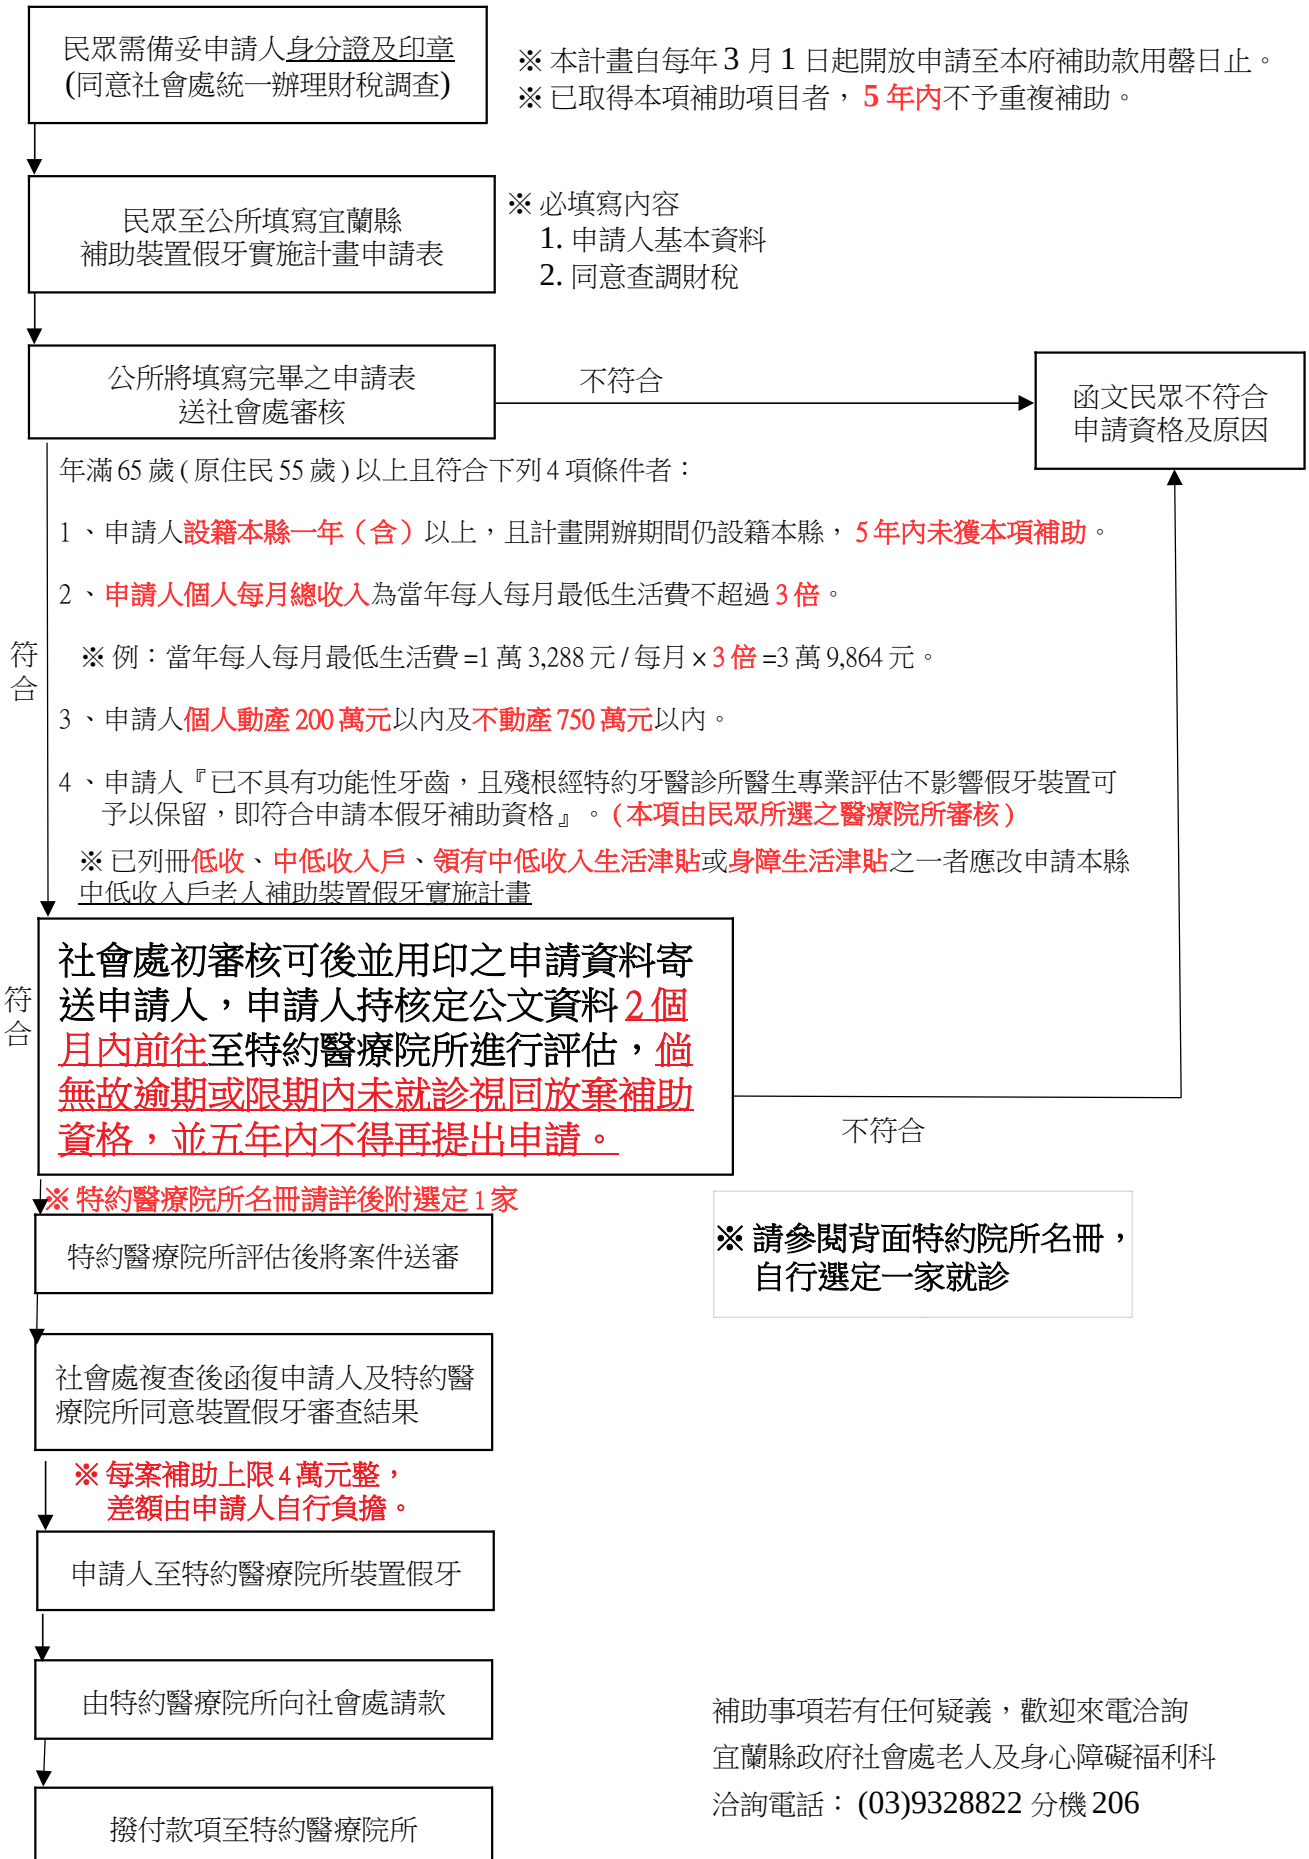 民眾需備妥申請人身分證及印章
(同意社會處統一辦理財稅調查)
※ 本計畫自每年 3 月 1 日起開放申請至本府補助款用罄日止。
※ 已取得本項補助項目者， 5 年內不予重複補助。
民眾至公所填寫宜蘭縣
補助裝置假牙實施計畫申請表
※ 必填寫內容
1. 申請人基本資料
2. 同意查調財稅
公所將填寫完畢之申請表
送社會處審核
不符合
函文民眾不符合
申請資格及原因
年滿 65 歲 ( 原住民 55 歲 ) 以上且符合下列 4 項條件者：
1 、申請人設籍本縣一年（含）以上，且計畫開辦期間仍設籍本縣， 5 年內未獲本項補助。
2 、申請人個人每月總收入為當年每人每月最低生活費不超過 3 倍。
※ 例：當年每人每月最低生活費 =1 萬 3,288 元 / 每月 × 3 倍 =3 萬 9,864 元。
符合
3 、申請人個人動產 200 萬元以內及不動產 750 萬元以內。
4 、申請人『已不具有功能性牙齒，且殘根經特約牙醫診所醫生專業評估不影響假牙裝置可
予以保留，即符合申請本假牙補助資格』。( 本項由民眾所選之醫療院所審核 )
※ 已列冊低收、中低收入戶、領有中低收入生活津貼或身障生活津貼之一者應改申請本縣
中低收入戶老人補助裝置假牙實施計畫
社會處初審核可後並用印之申請資料寄
送申請人，申請人持核定公文資料 2 個
月內前往至特約醫療院所進行評估，倘
無故逾期或限期內未就診視同放棄補助
資格，並五年內不得再提出申請。
符合
不符合
※ 特約醫療院所名冊請詳後附選定 1 家
特約醫療院所評估後將案件送審
※ 請參閱背面特約院所名冊，
自行選定一家就診
社會處複查後函復申請人及特約醫
療院所同意裝置假牙審查結果
※ 每案補助上限 4 萬元整，
差額由申請人自行負擔。
申請人至特約醫療院所裝置假牙
由特約醫療院所向社會處請款
撥付款項至特約醫療院所
補助事項若有任何疑義，歡迎來電洽詢
宜蘭縣政府社會處老人及身心障礙福利科
洽詢電話： (03)9328822 分機 206